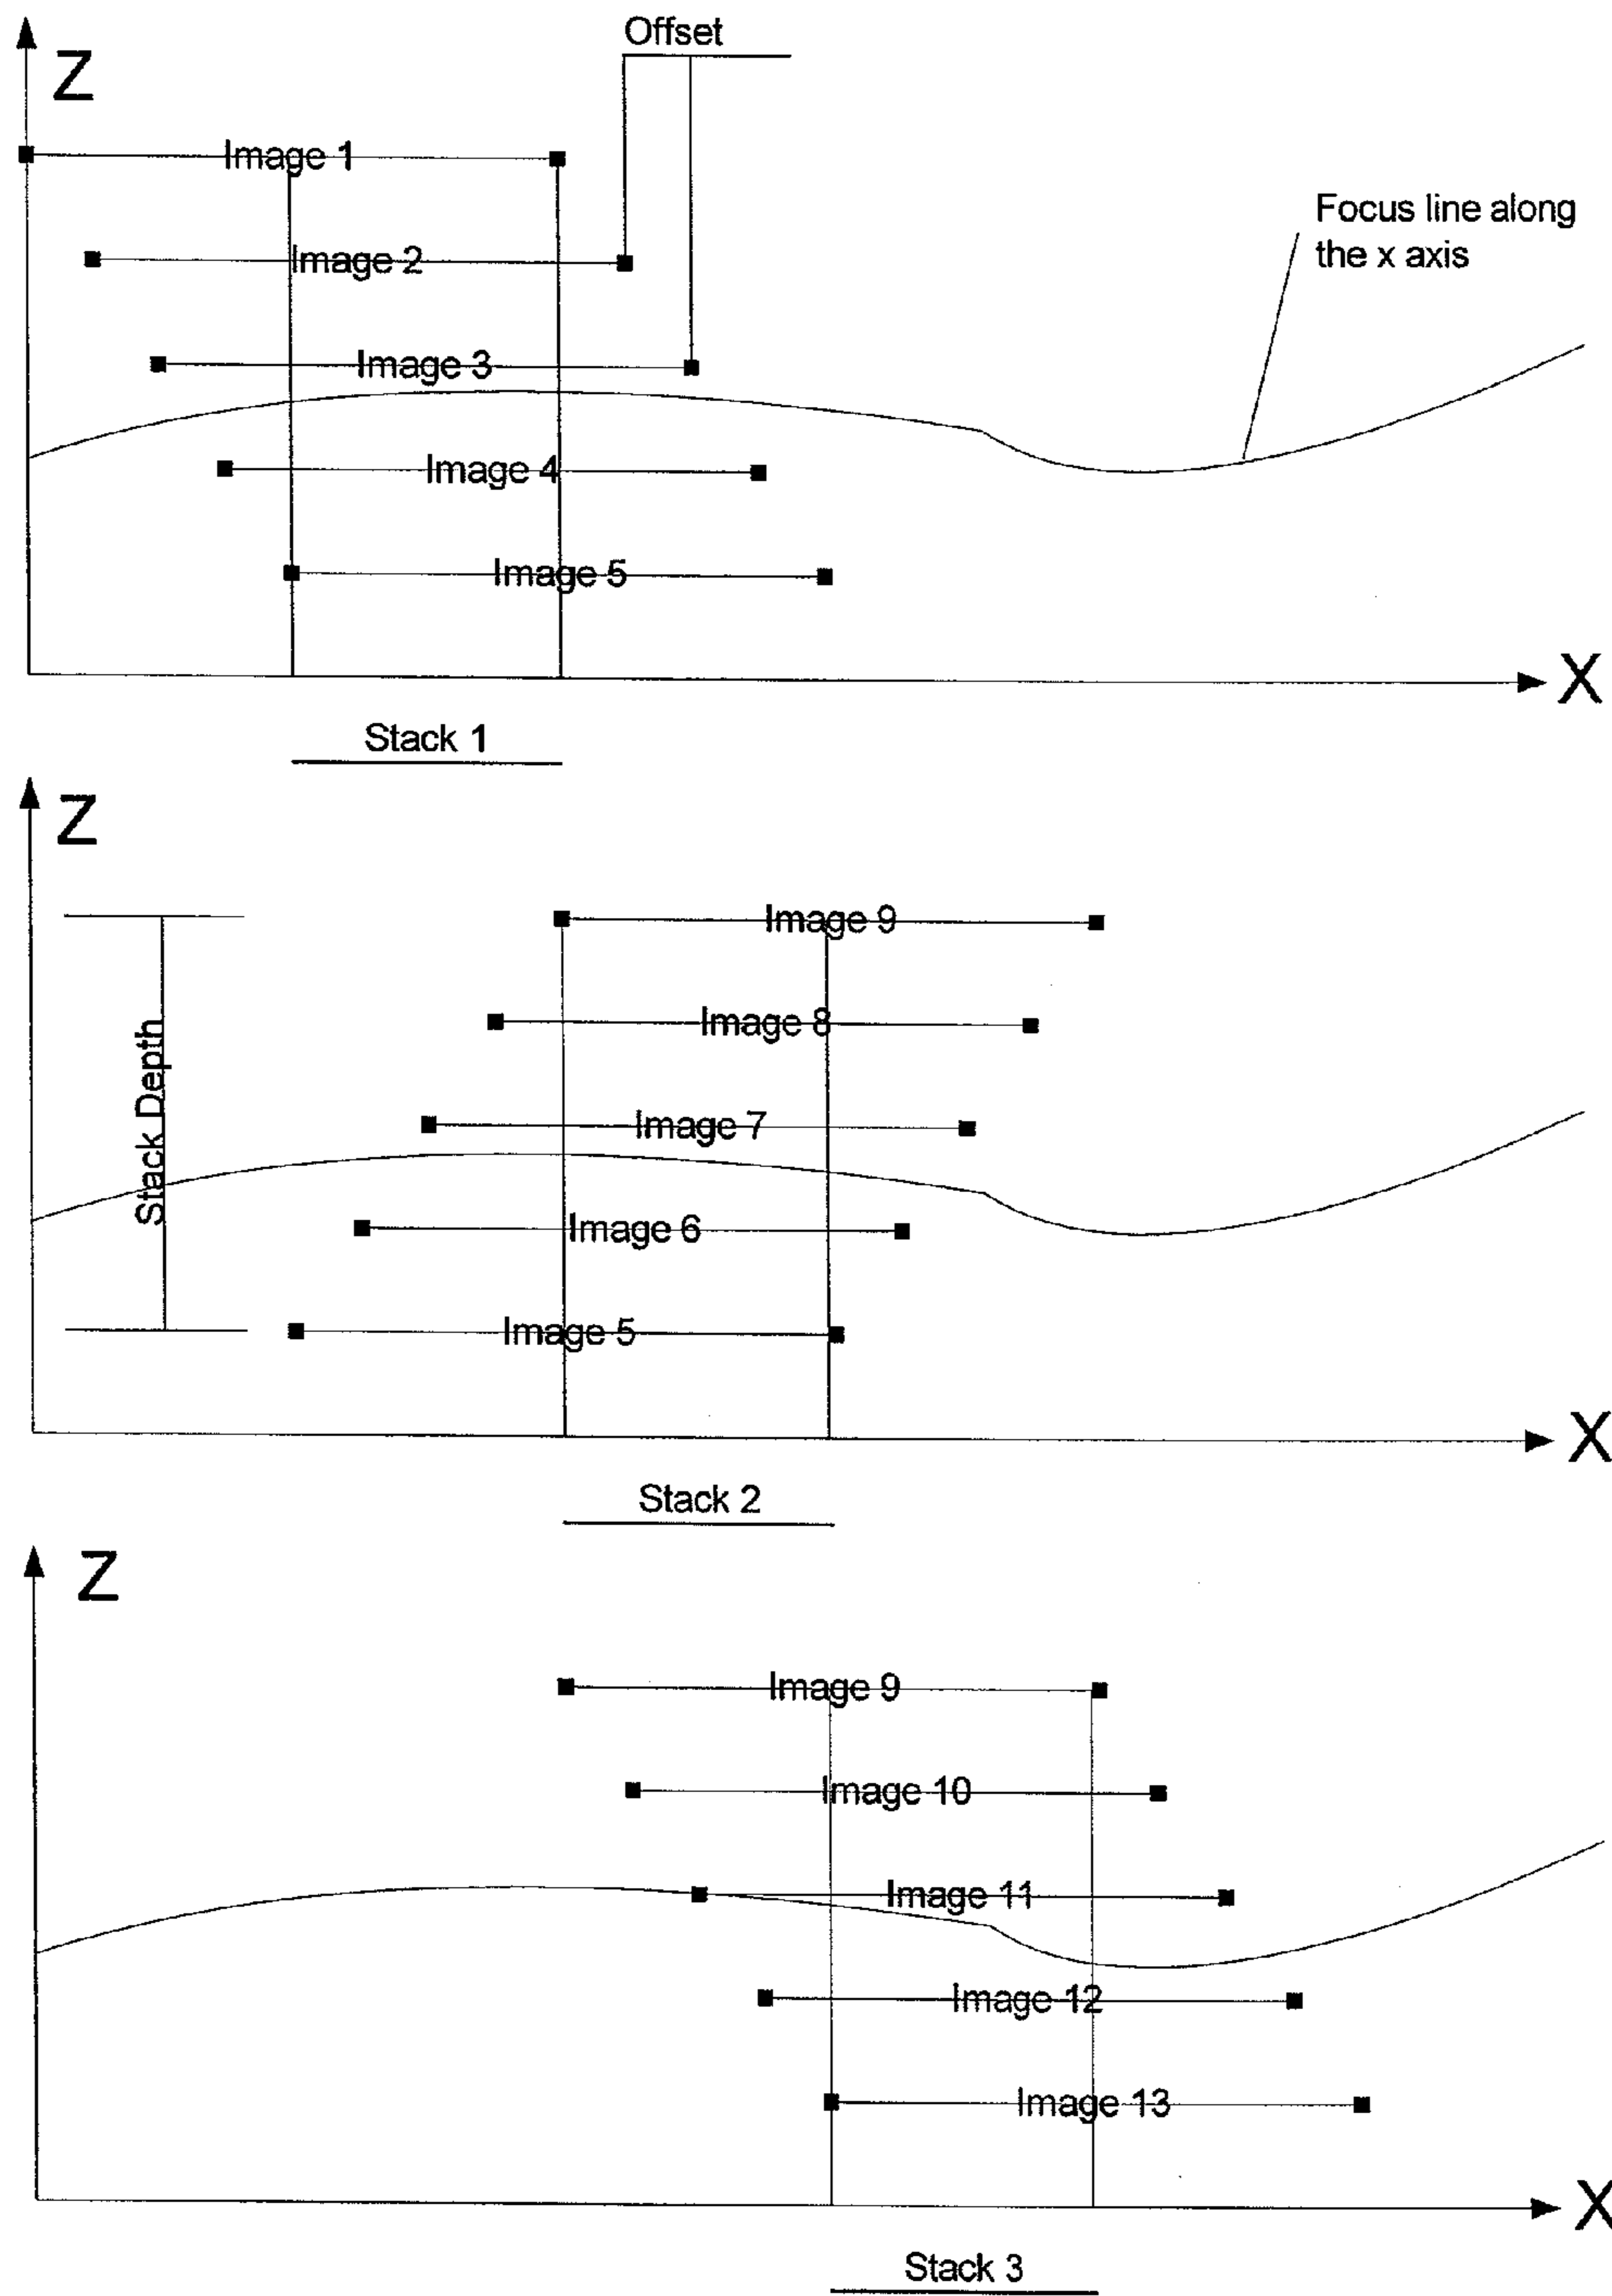 Offset
Z
Image 1
Focus line along
the x axis
Image 2
Image 3
Image 4
Image 5
X
Stack 1
Z
Image 9
Image 8
Stack Depth
Image 7
Image 6
Image 5
X
Stack 2
Z
Image 9
Image 10
Image 11
Image 12
Image 13
X
Stack 3